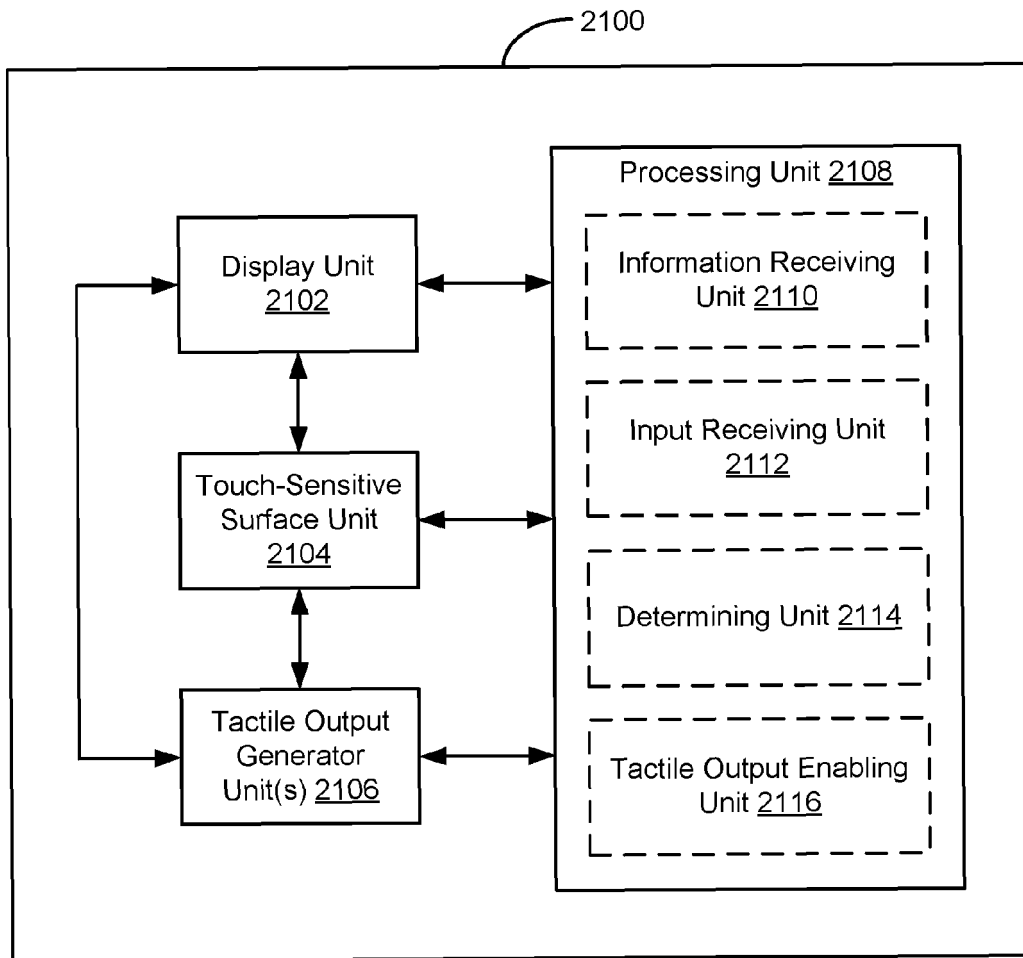 2100
Processing Unit 2108
Display Unit
2102
Information Receiving
Unit 2110
Input Receiving Unit
2112
Touch-Sensitive
Surface Unit
2104
Determining Unit 2114
Tactile Output
Generator
Unit(s) 2106
Tactile Output Enabling
Unit 2116